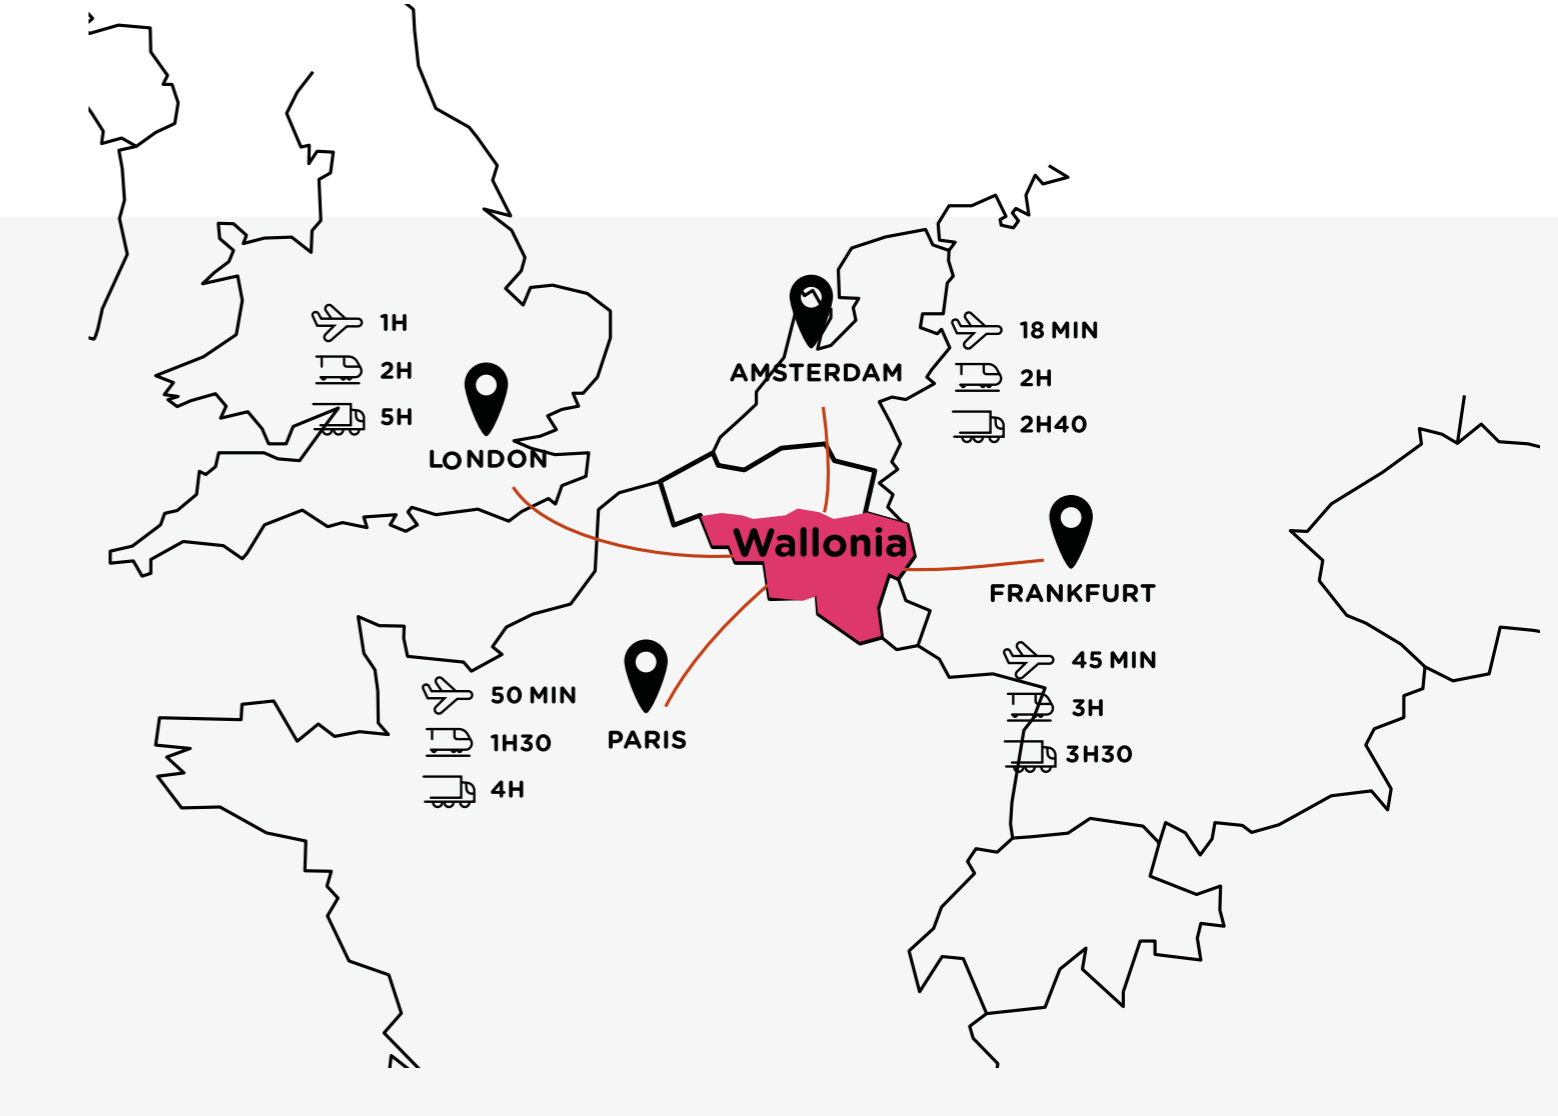 1H
2H
5H
LONDON
AMSTERDAM
18 MIN
2H
2H40
Wallonia
FRANKFURT
45 MIN
3H
3H30
PARIS
50 MIN
1H30
4H